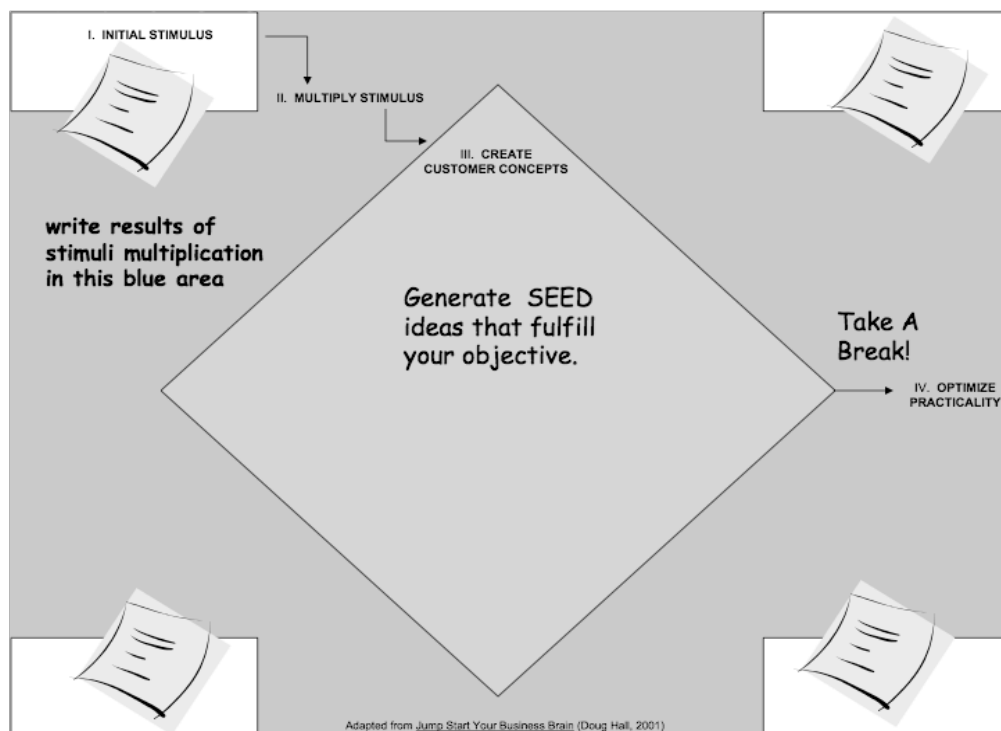 I. INITIAL STIMULUS
II. MULTIPLY STIMULUS
III. CREATE
CUSTOMER CONCEPTS
write results of
stimuli multiplication
in this blue area
Generate SEED
ideas that fulfill
your objective.
Take A
Break!
IV. OPTIMIZE
PRACTICALITY
Adapted from Jump Start Your Business Brain (Doug Hall, 2001)